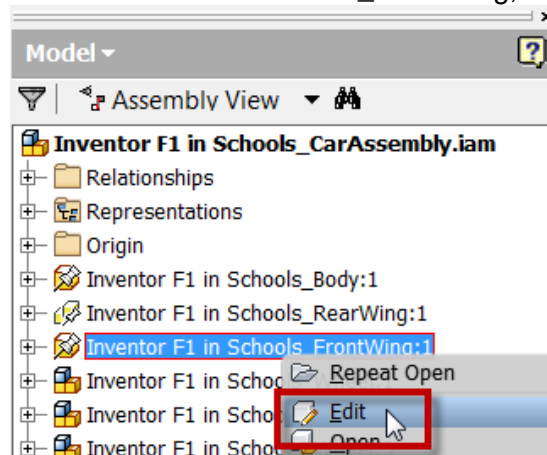 Model
Assembly View
Inventor F1 in Schools_CarAssembly.iam
Relationships
Representations
Origin
Inventor F1 in Schools_Body:1
Inventor F1 in Schools_RearWing:1
Inventor F1 in Schools_FrontWing:1
Repeat Open
Inventor F1 in Schoo
Inventor F1 in Schoo
Edit
Inventor F1 in Schoo
Open